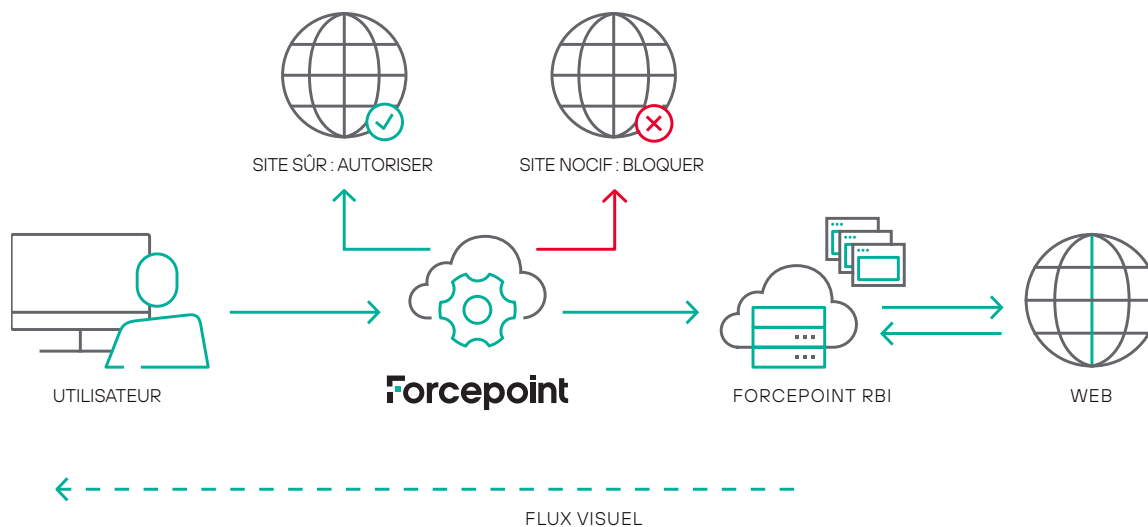 SITE SÛR : AUTORISER
SITE NOCIF : BLOQUER
UTILISATEUR
Forcepoint
FORCEPOINT RBI
WEB
FLUX VISUEL